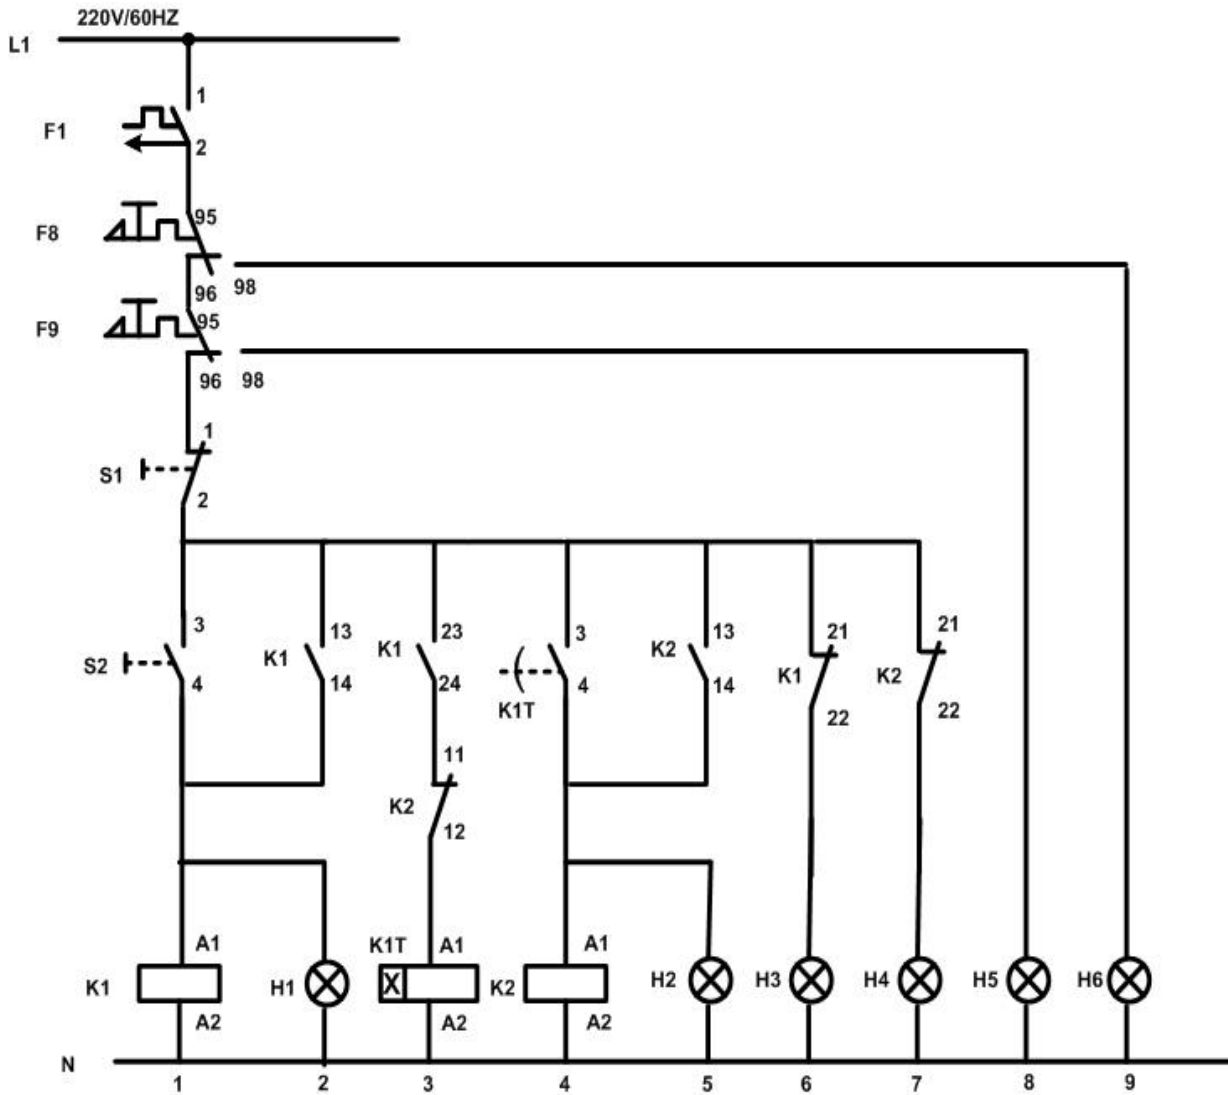 220V/60HZ
L1
1
F1
2
95
F8
96 98
95
F9
96 98
1
S1
2
3 13 23 3 13 21 21
S2 K1 K1 K2 K1 K2
4 14 24 K1T 4 14 22 22
11
K2
12
A1 K1T A1 A1
K1 H1 X K2 H2 H3 H4 H5 H6
A2 A2 A2
N
1 2 3 4 5 6 7 8 9